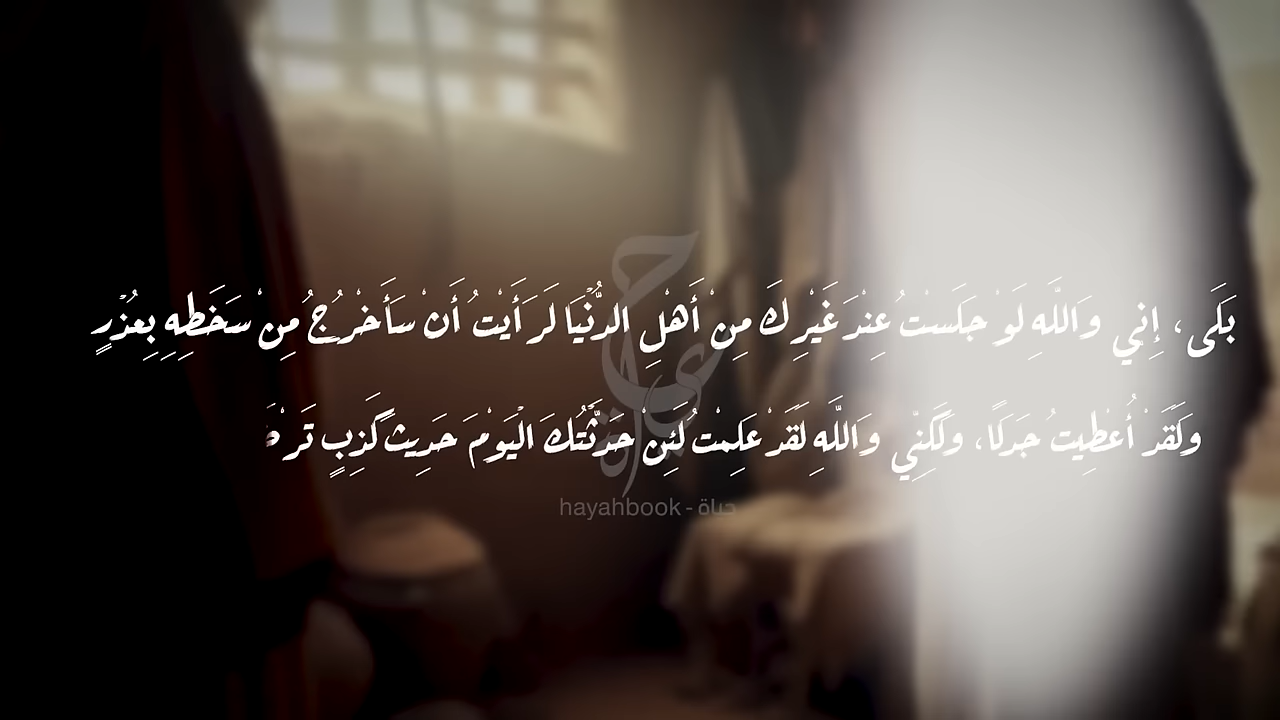 بَلَى، إِنِّي وَاللَّهِ لَوْ جَلَسْتُ عِنْدَ غَيْرِكَ مِنْ أَهْلِ الدُّنْيَا لَرَأَيْتُ أَنْ سَأَخْرُجُ مِنْ سَخَطِهِ بِعُذْرٍ
وَلَقَدْ أُعْطِيتُ جَدَلًا، وَلَكِنِّي وَاللَّهِ لَقَدْ عَلِمْتُ لَئِنْ حَدَّثْتُكَ الْيَوْمَ حَدِيثَ كَذِبٍ
حياة - hayahbook